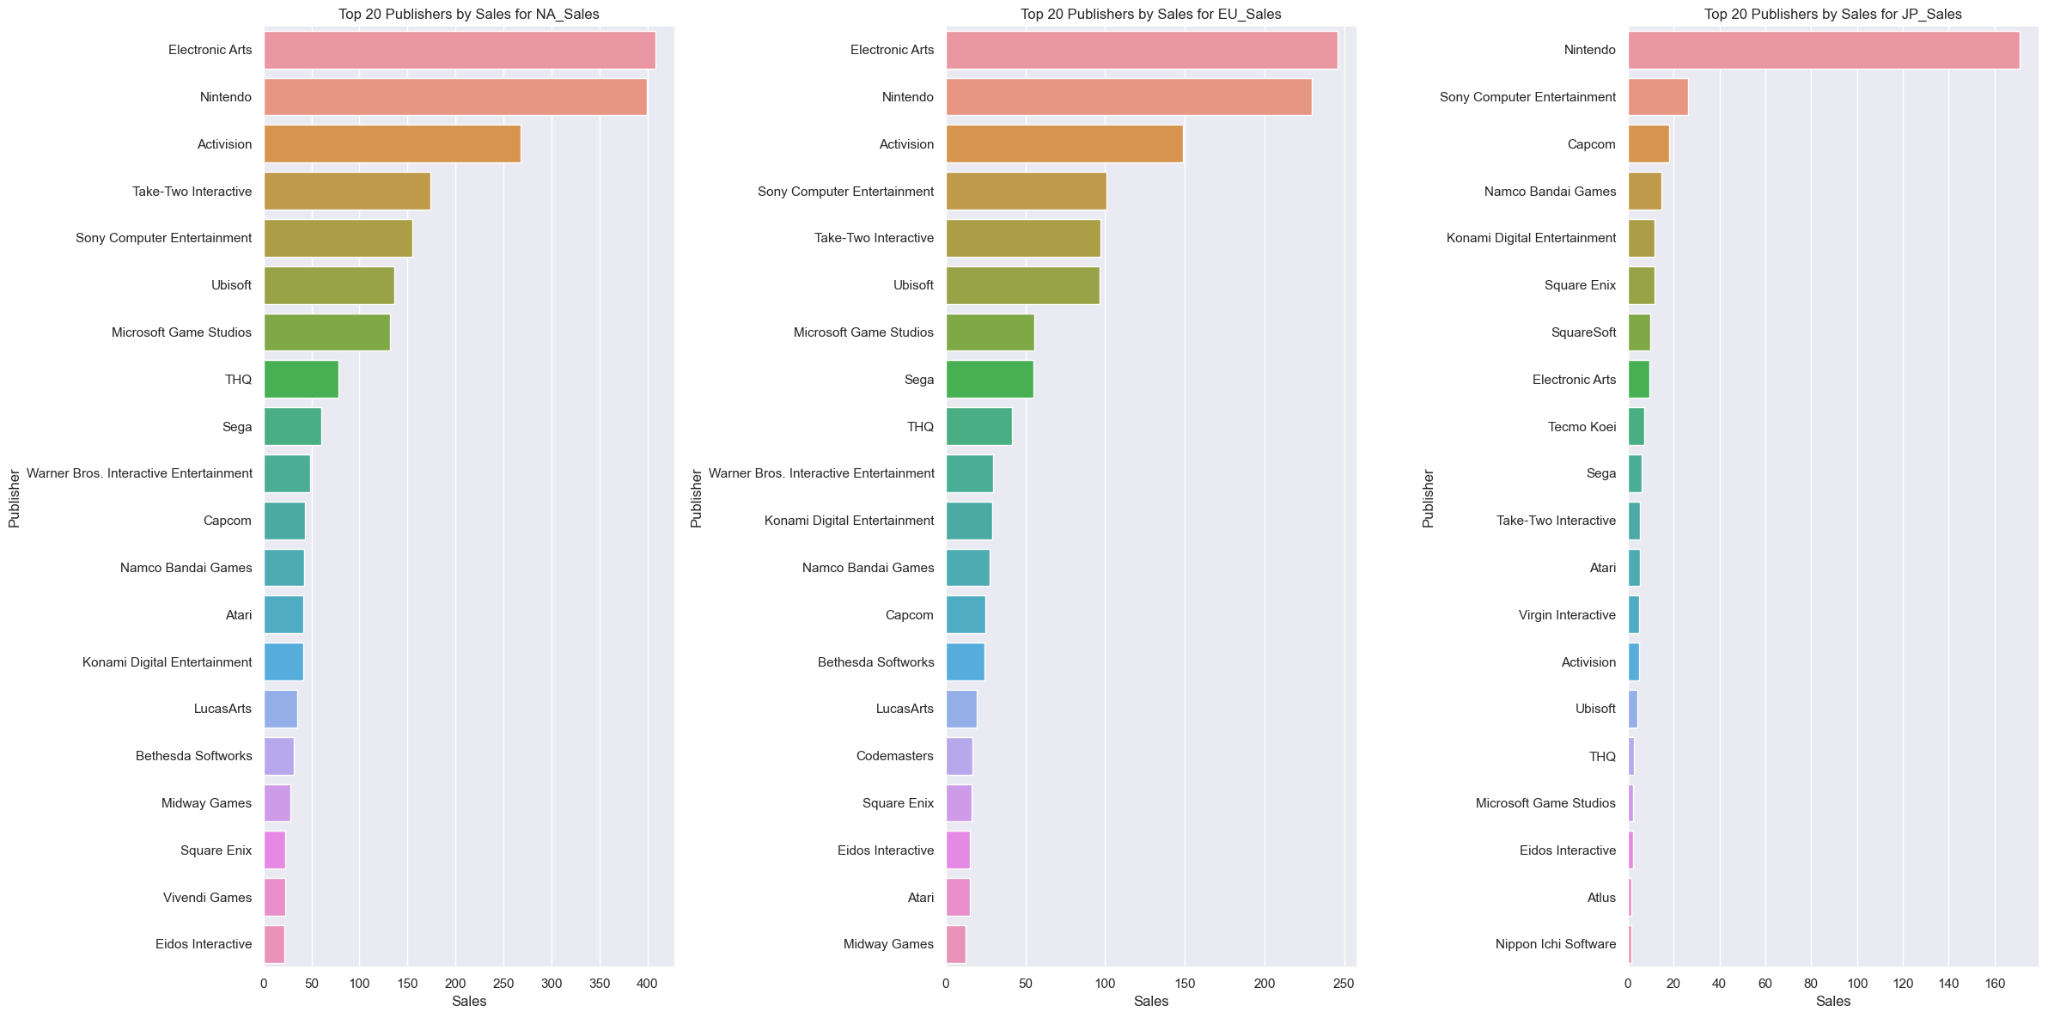 Top 20 Publishers by Sales for NA_Sales
Publisher
Electronic Arts
Nintendo
Activision
Take-Two Interactive
Sony Computer Entertainment
Ubisoft
Microsoft Game Studios
THQ
Sega
Warner Bros. Interactive Entertainment
Capcom
Namco Bandai Games
Atari
Konami Digital Entertainment
LucasArts
Bethesda Softworks
Midway Games
Square Enix
Vivendi Games
Eidos Interactive
0 50 100 150 200 250 300 350 400
Sales
Top 20 Publishers by Sales for EU_Sales
Publisher
Electronic Arts
Nintendo
Activision
Sony Computer Entertainment
Take-Two Interactive
Ubisoft
Microsoft Game Studios
Sega
THQ
Warner Bros. Interactive Entertainment
Konami Digital Entertainment
Namco Bandai Games
Capcom
Bethesda Softworks
LucasArts
Codemasters
Square Enix
Eidos Interactive
Atari
Midway Games
0 50 100 150 200 250
Sales
Top 20 Publishers by Sales for JP_Sales
Publisher
Nintendo
Sony Computer Entertainment
Capcom
Namco Bandai Games
Konami Digital Entertainment
Square Enix
SquareSoft
Electronic Arts
Tecmo Koei
Sega
Take-Two Interactive
Atari
Virgin Interactive
Activision
Ubisoft
THQ
Microsoft Game Studios
Eidos Interactive
Atlus
Nippon Ichi Software
0 20 40 60 80 100 120 140 160
Sales